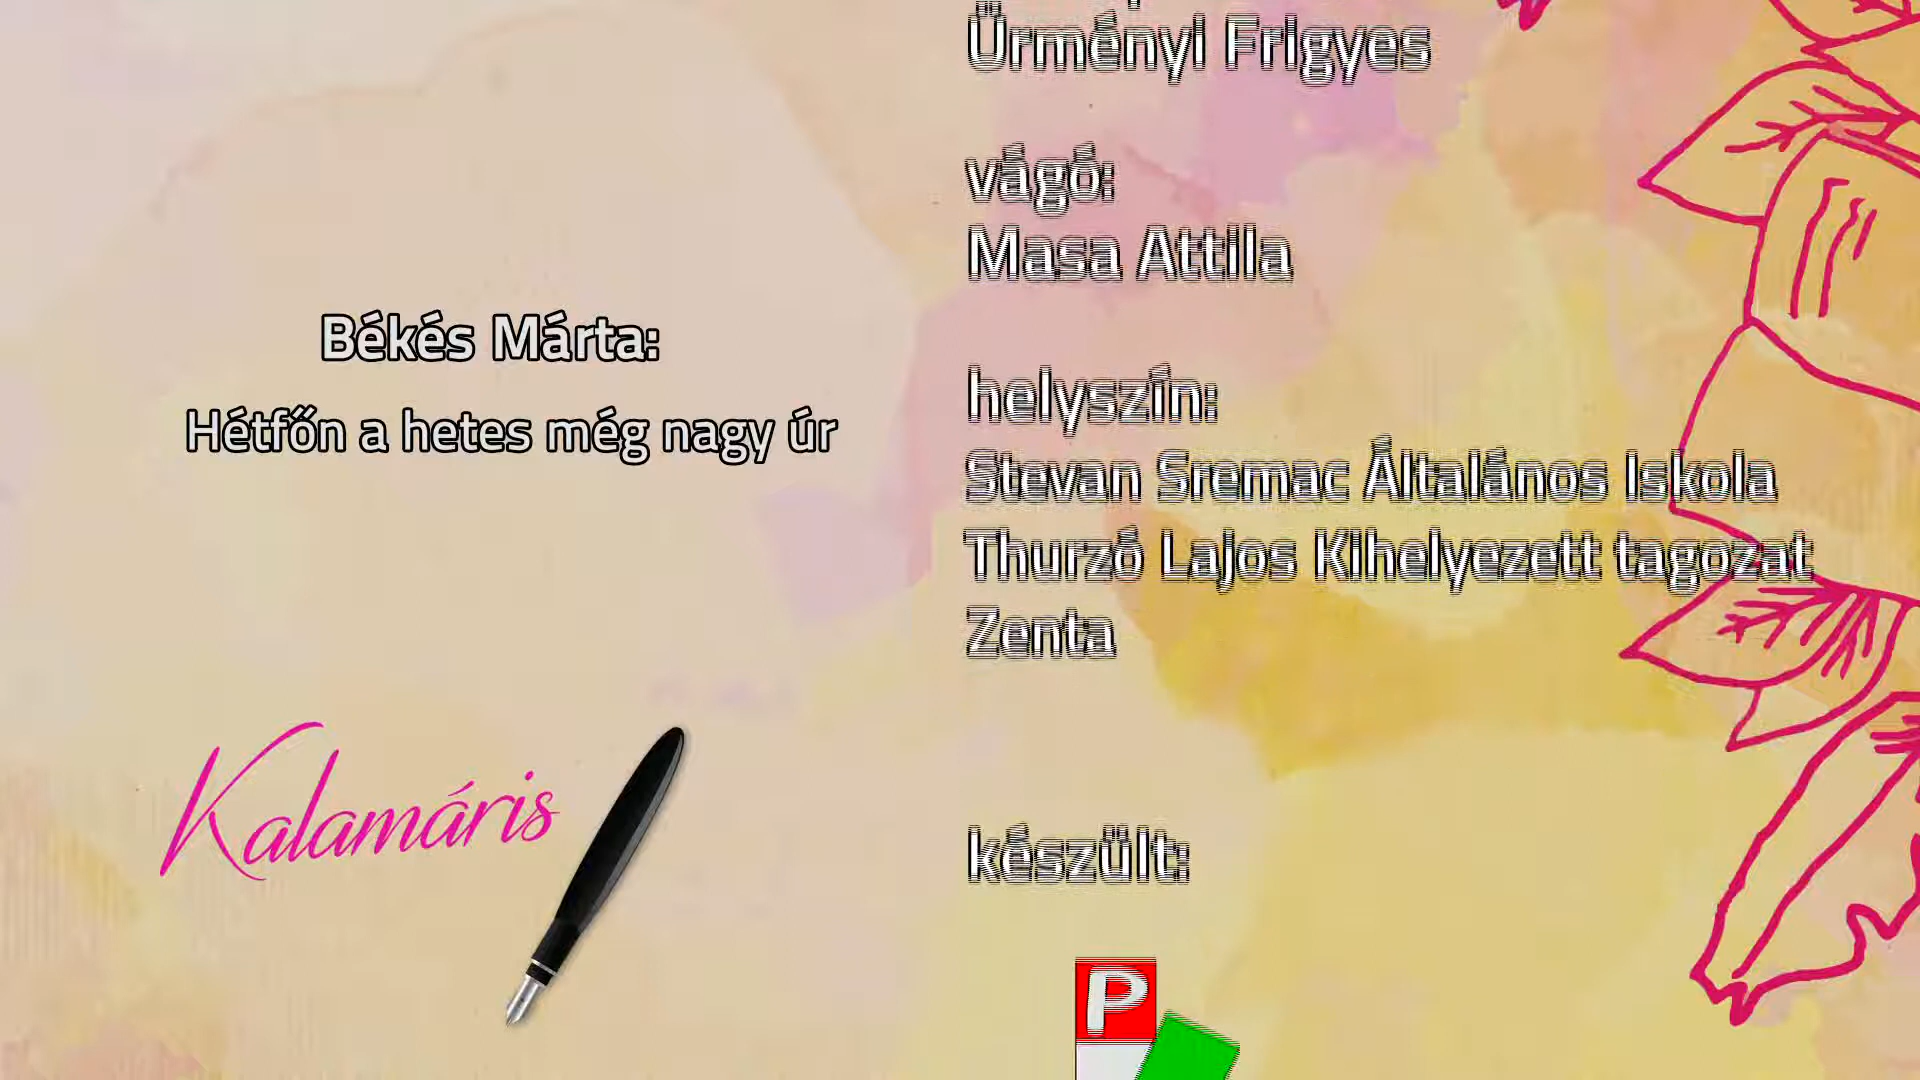 Békés Márta:
Hétfőn a hetes még nagy úr
Kalamáris
Ürményi Frigyes
vágó:
Masa Attila
helyszín:
Stevan Sremac Általános Iskola
Thurzó Lajos Kihelyezett tagozat
Zenta
készült:
P